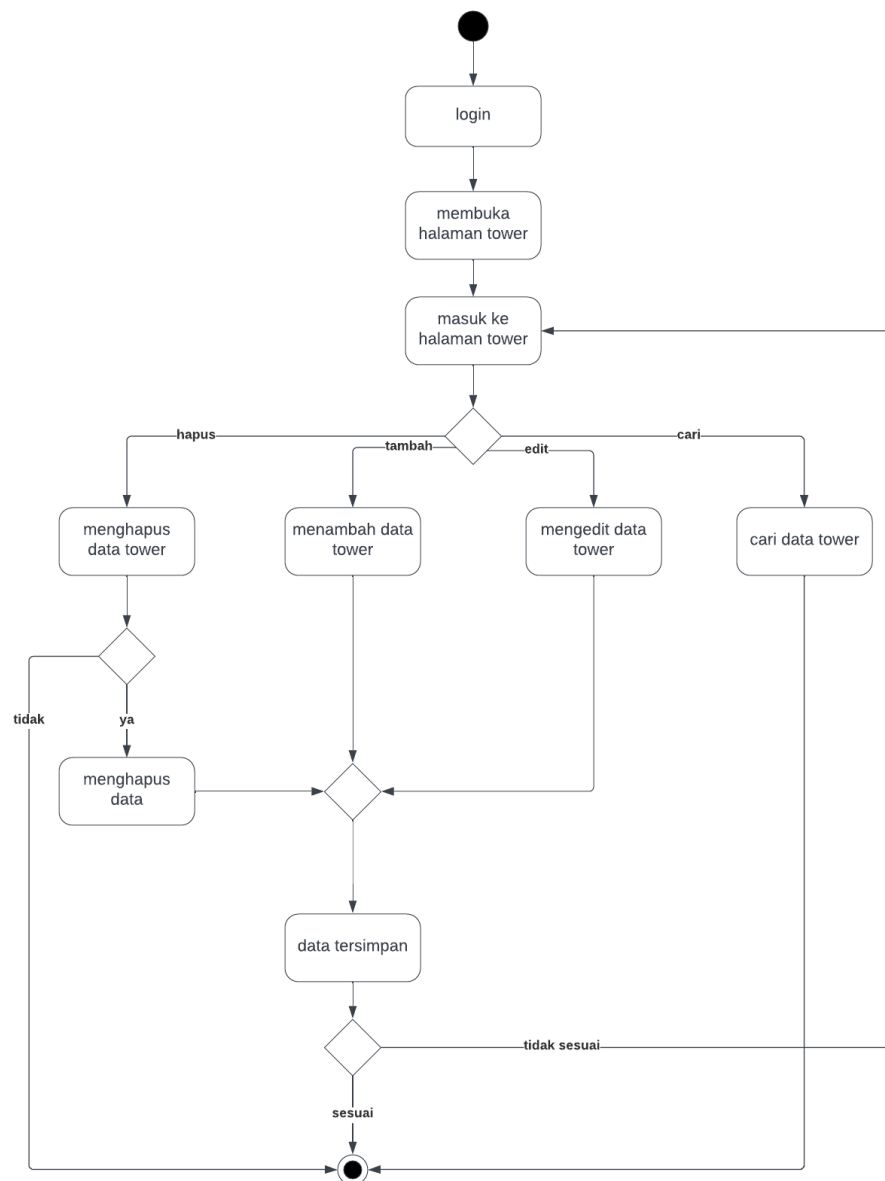 login
membuka
halaman tower
masuk ke
halaman tower
hapus
tambah
edit
cari
menghapus
data tower
menambah data
tower
mengedit data
tower
cari data tower
tidak
ya
menghapus
data
data tersimpan
tidak sesuai
sesuai